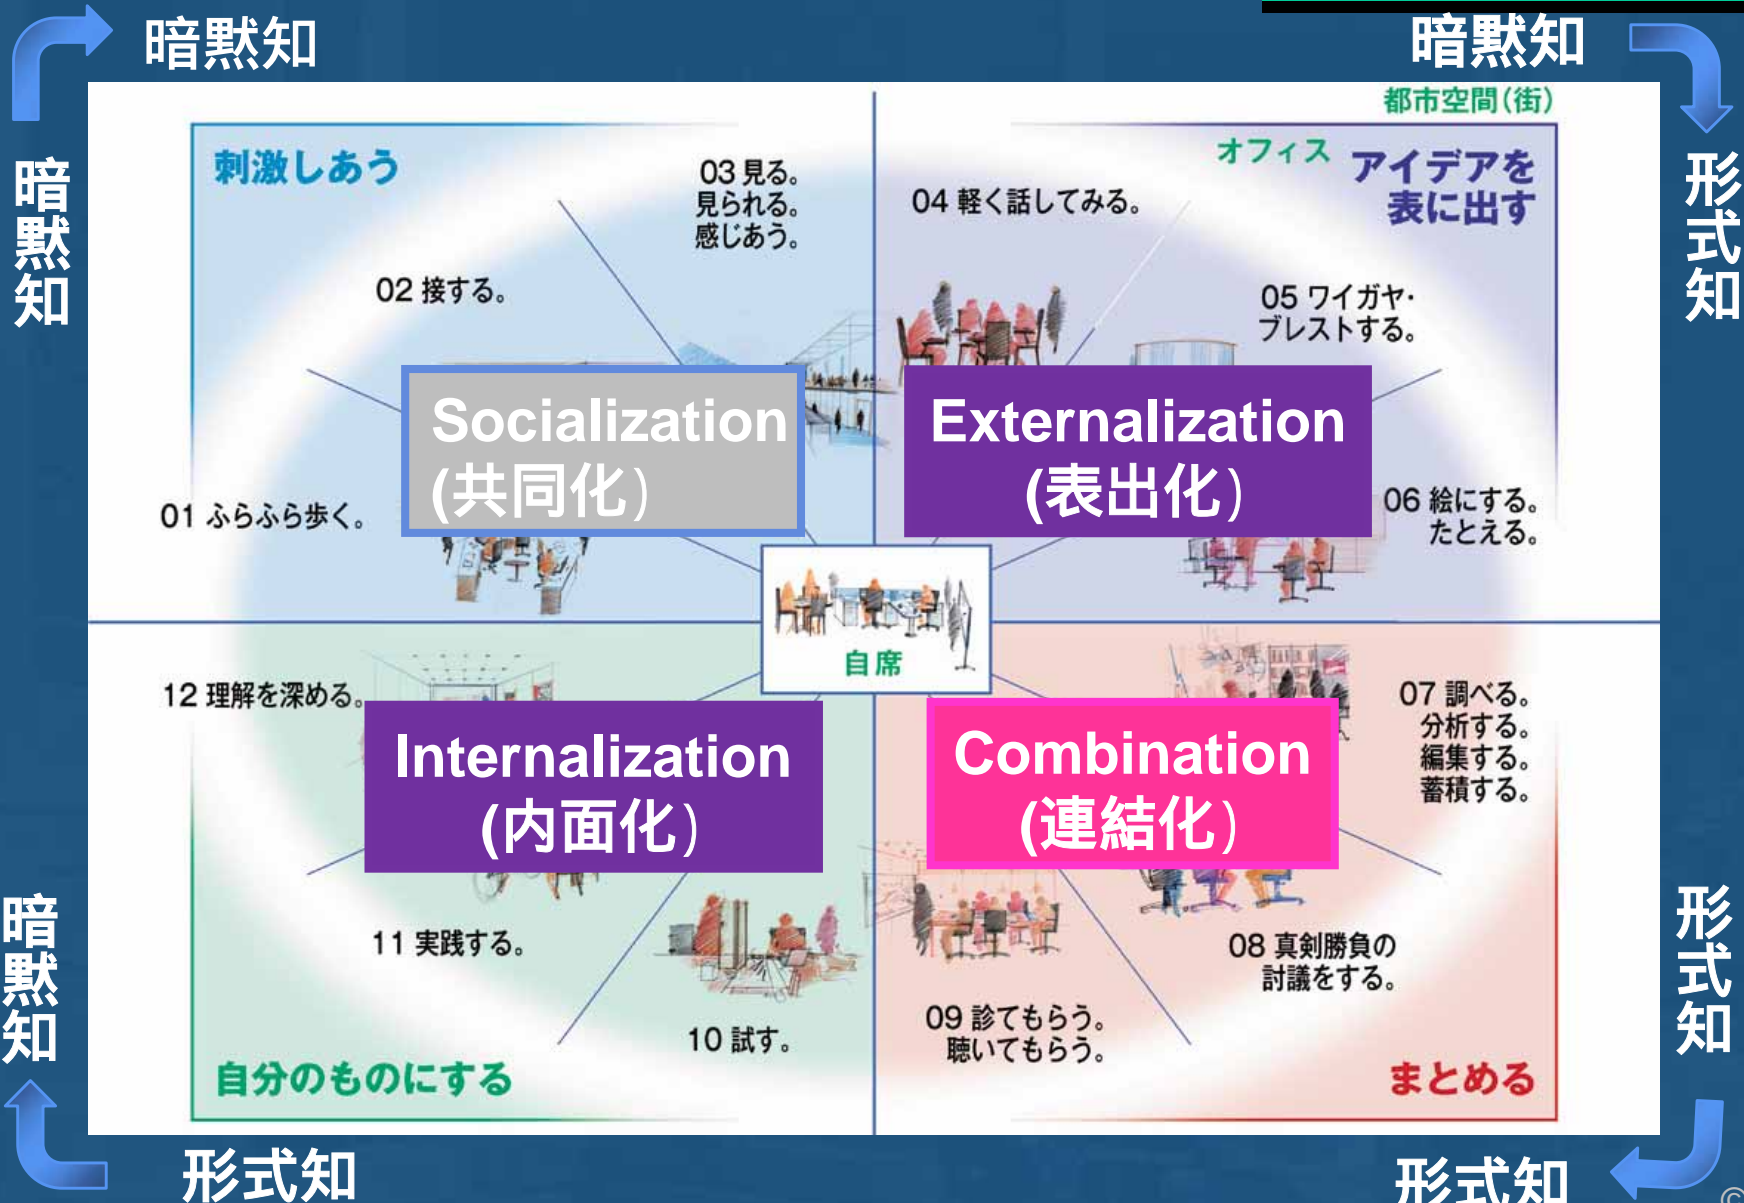 暗黙知
暗黙知
暗黙知
形式知
都市空間(街)
刺激しあう
オフィス
アイデアを
表に出す
03 見る。
見られる。
感じあう。
04 軽く話してみる。
02 接する。
05 ワイガヤ・
ブレストする。
Socialization
(共同化)
Externalization
(表出化)
01 ふらふら歩く。
06 絵にする。
たとえる。
自席
12 理解を深める。
07 調べる。
分析する。
編集する。
蓄積する。
Internalization
(内面化)
Combination
(連結化)
11 実践する。
08 真剣勝負の
討議をする。
10 試す。
09 診てもらう。
聴いてもらう。
自分のものにする
まとめる
暗黙知
形式知
形式知
形式知
©